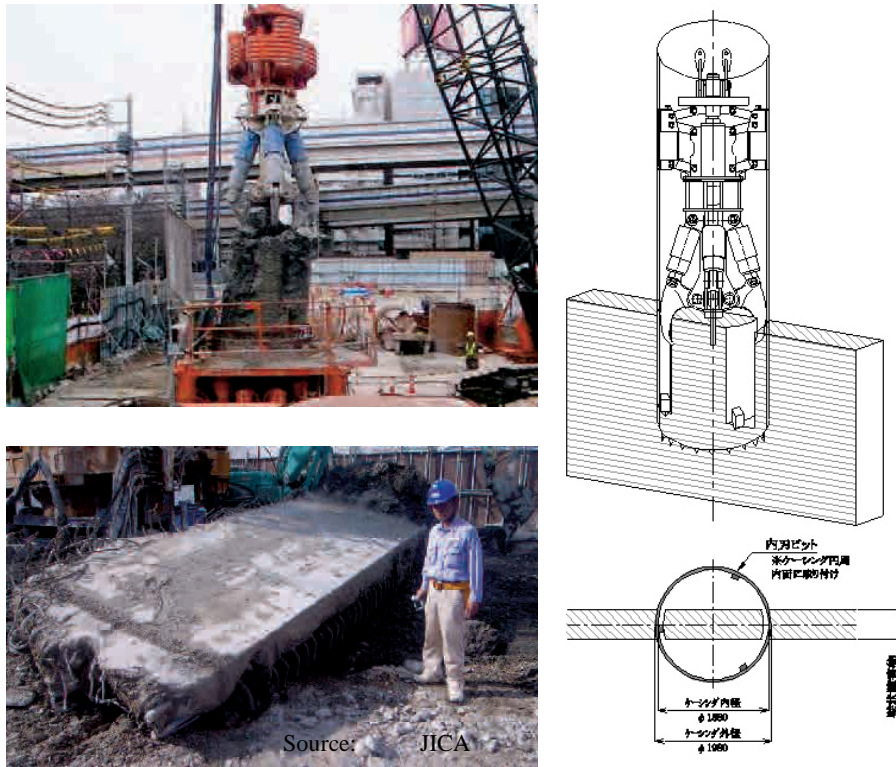 内刃ビット
※ケーシング円周
内面に取り付け
ケーシング内径
φ1880
ケーシング外径
φ1980
Source: JICA